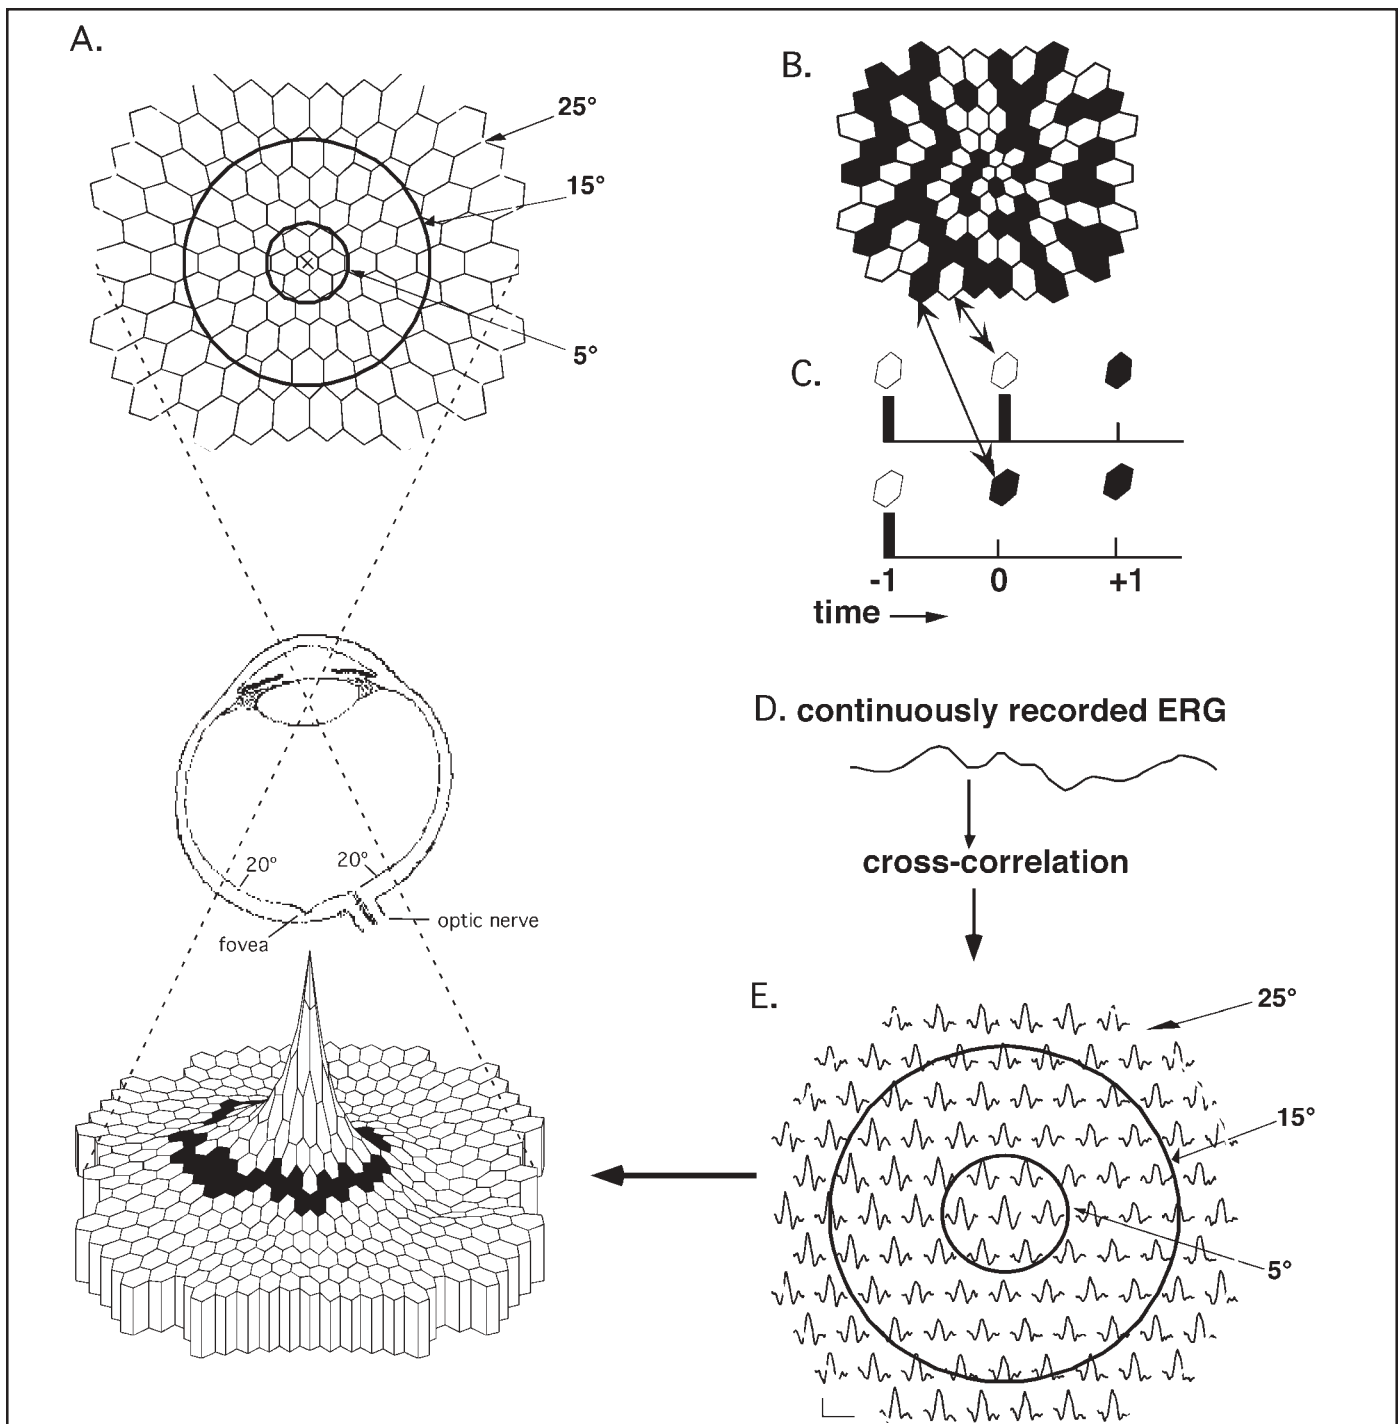 A.
25°
15°
5°
B.
C.
-1 0 +1
time
D. continuously recorded ERG
cross-correlation
20° 20°
optic nerve
fovea
E.
25°
15°
5°